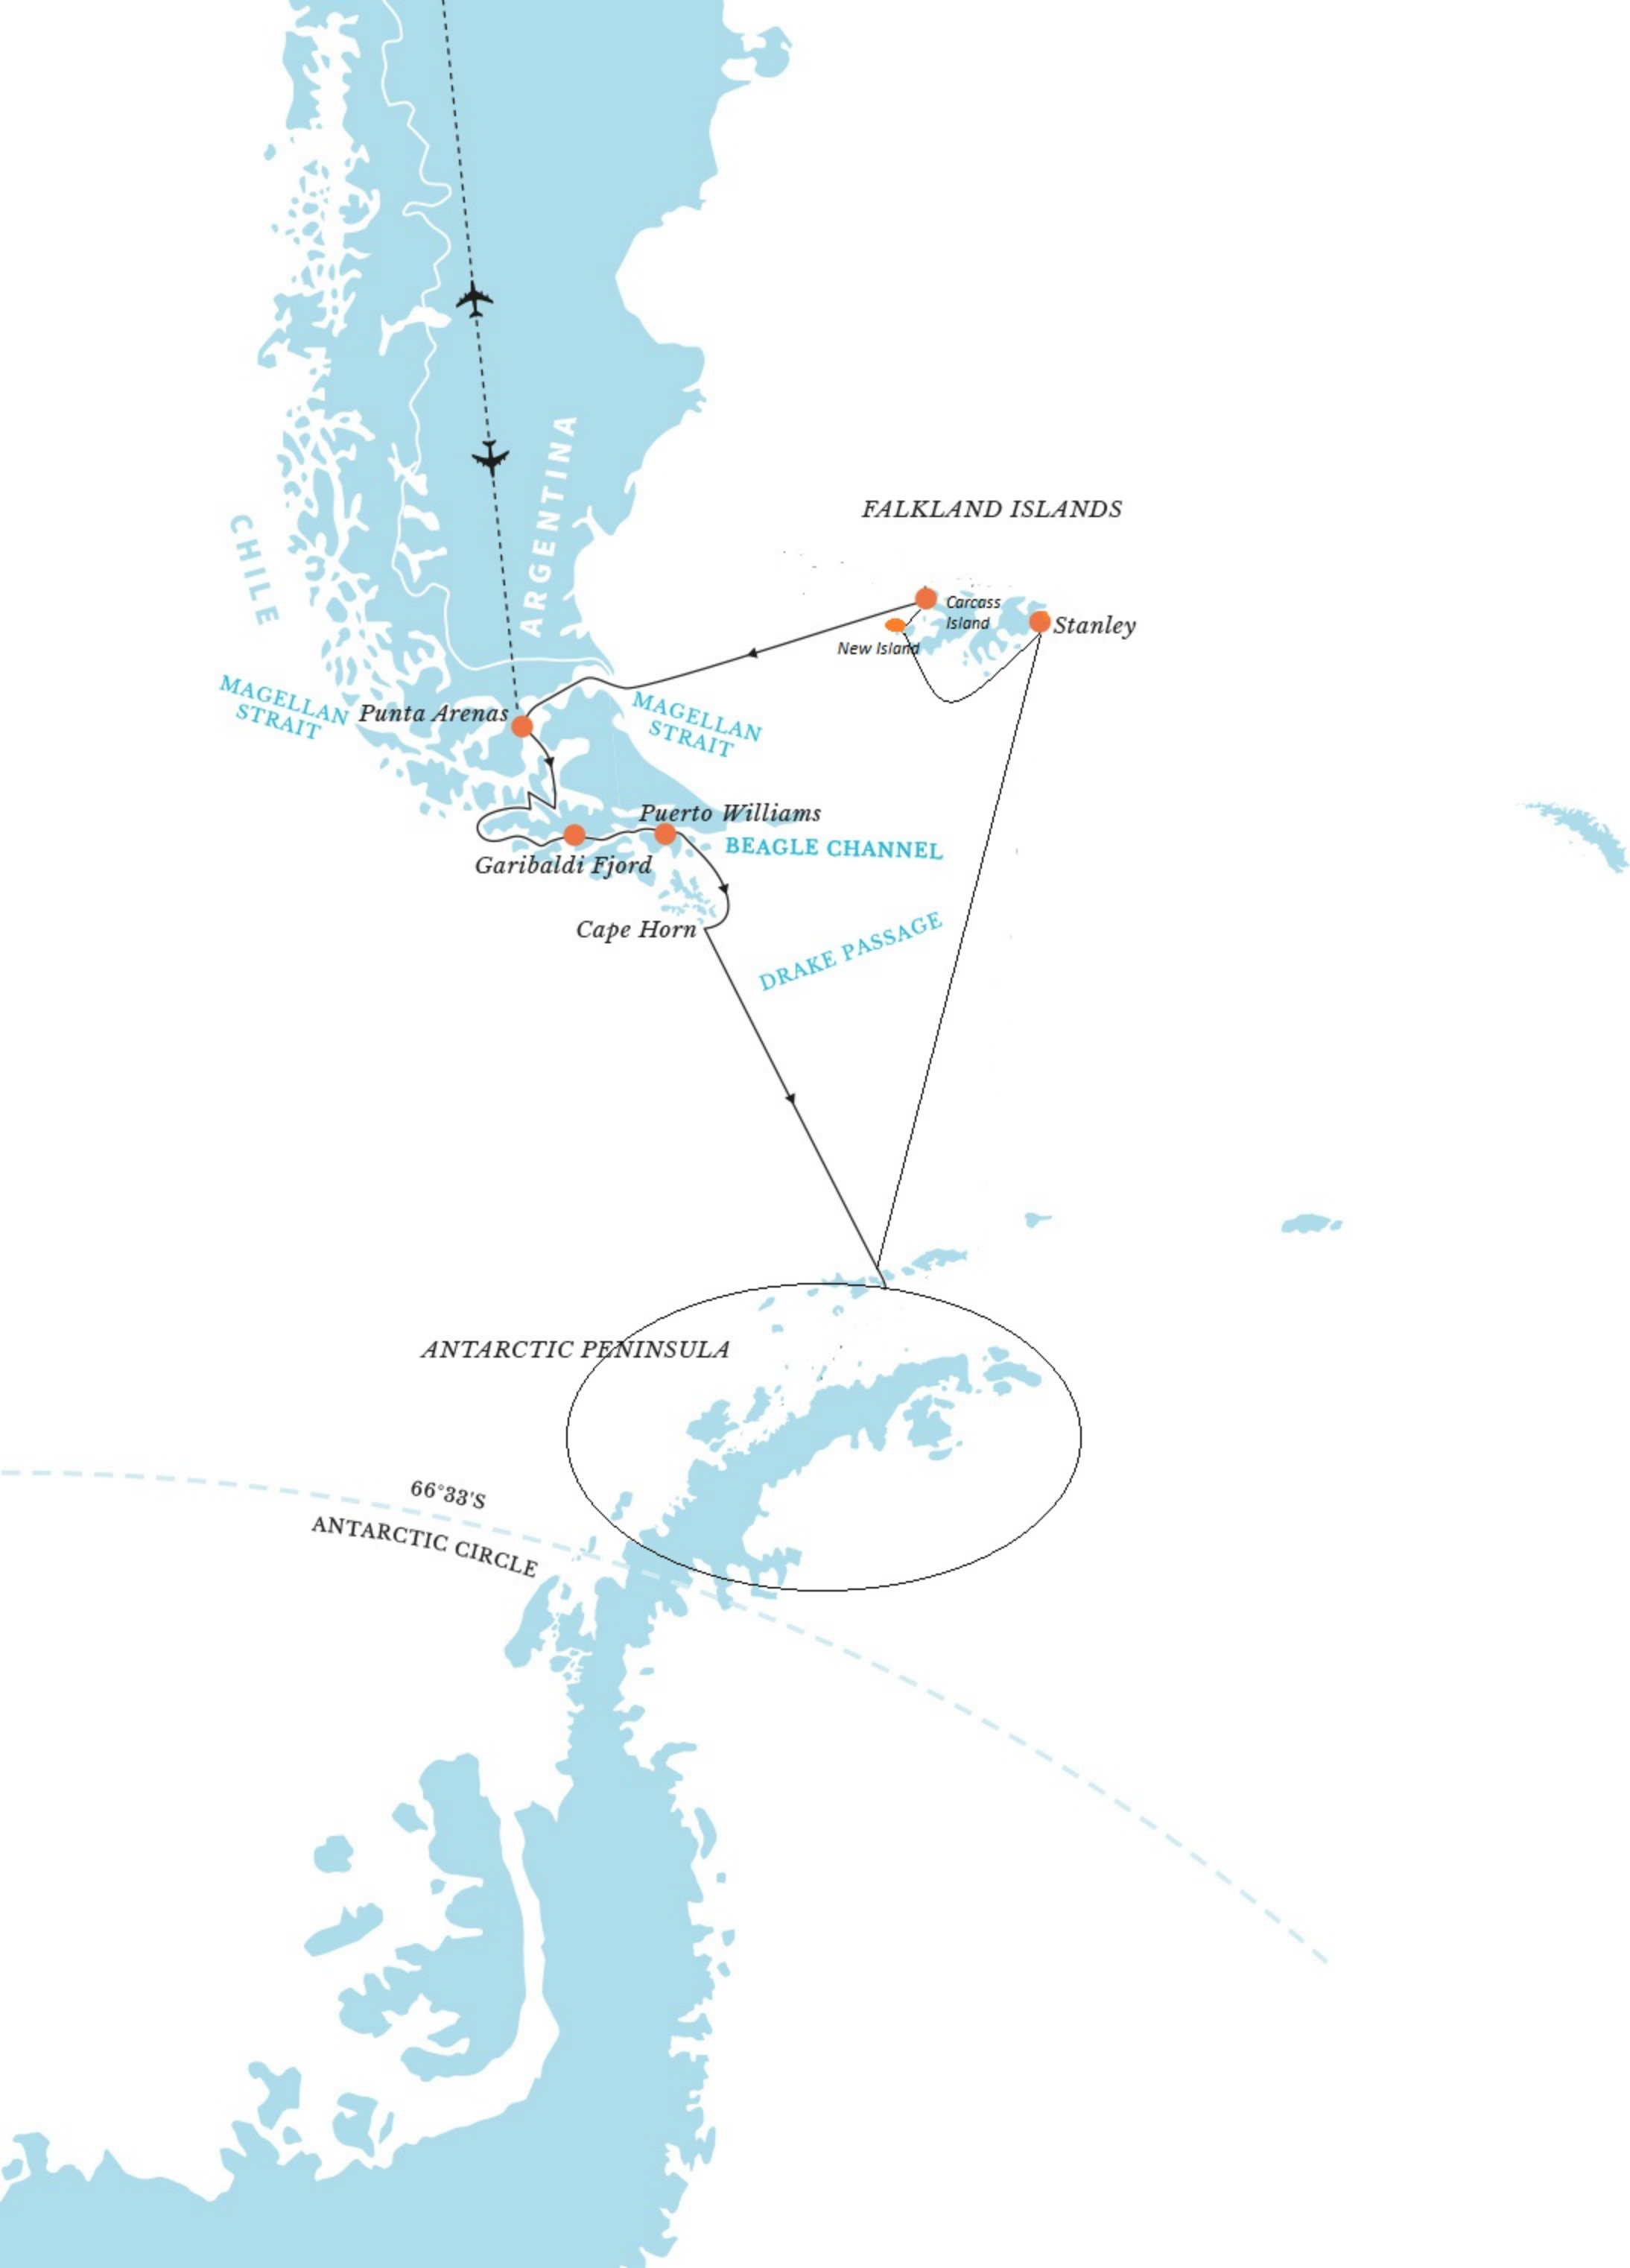 ARGENTINA
CHILE
FALKLAND ISLANDS
Carcass
Island
Stanley
New Island
MAGELLAN
STRAIT
Punta Arenas
MAGELLAN
STRAIT
Puerto Williams
BEAGLE CHANNEL
Garibaldi Fjord
Cape Horn
DRAKE PASSAGE
ANTARCTIC PENINSULA
66°33'S
ANTARCTIC CIRCLE